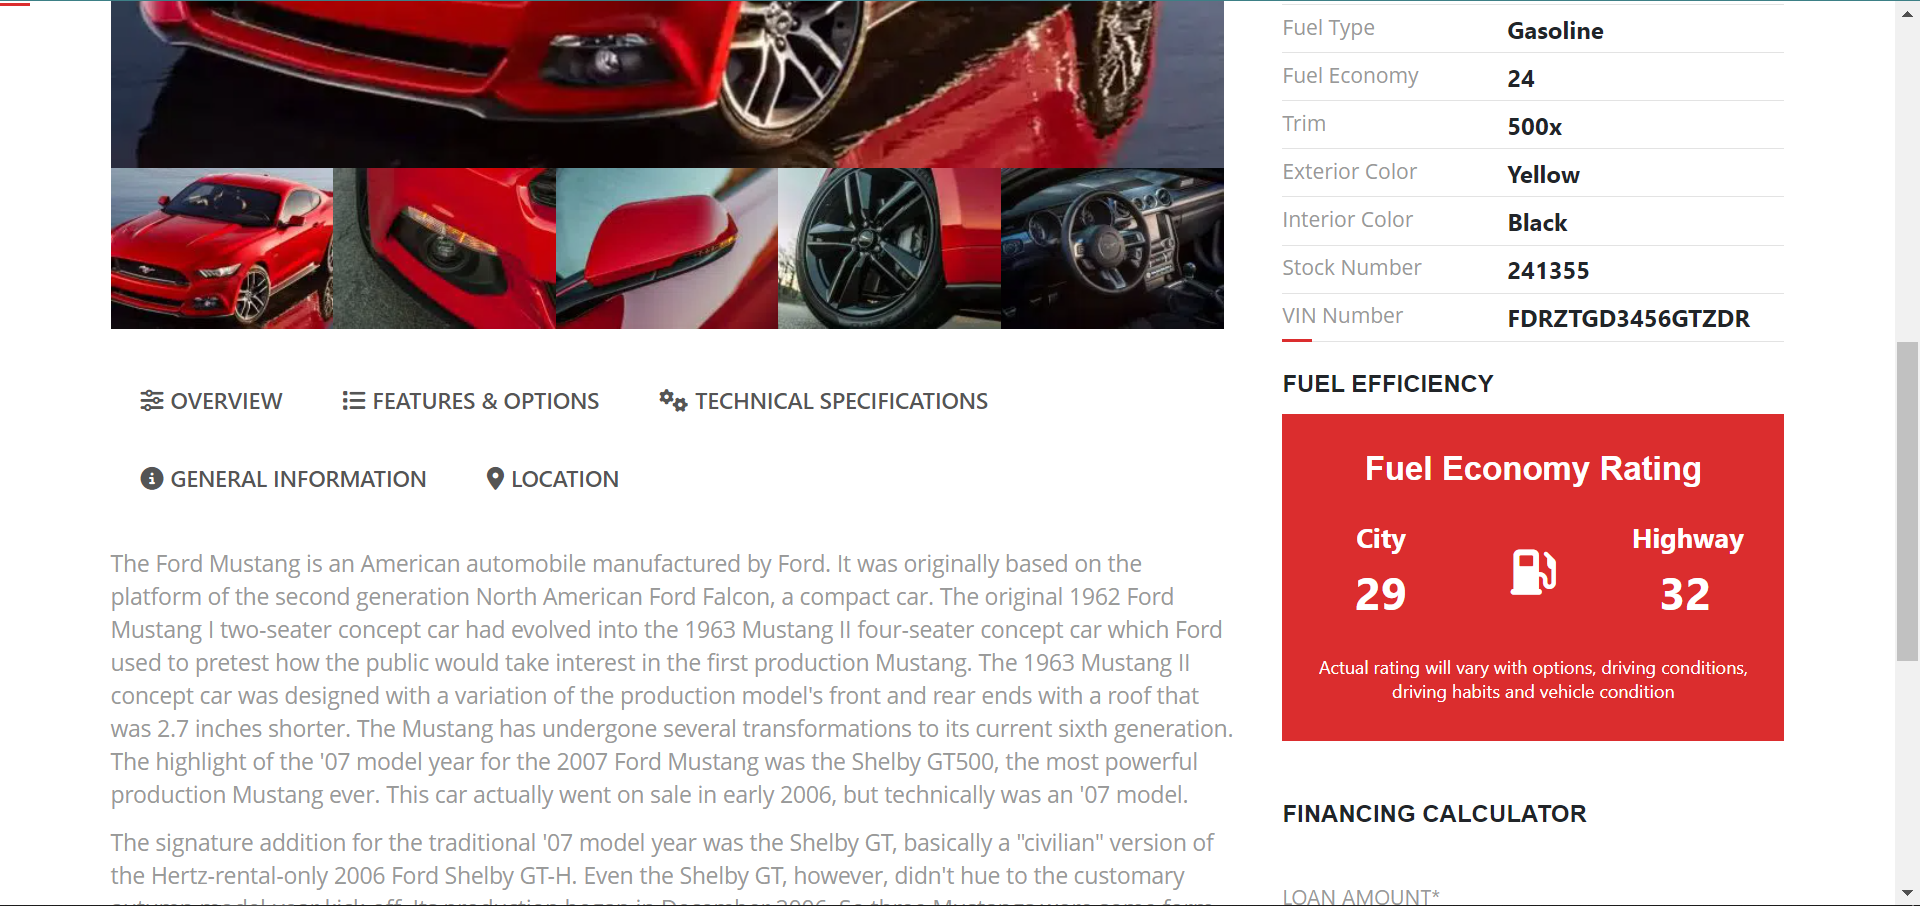 Fuel Type Gasoline
Fuel Economy 24
Trim 500x
Exterior Color Yellow
Interior Color Black
Stock Number 241355
VIN Number FDRZTGD3456GTZDR
OVERVIEW FEATURES & OPTIONS TECHNICAL SPECIFICATIONS
GENERAL INFORMATION LOCATION
The Ford Mustang is an American automobile manufactured by Ford. It was originally based on the
platform of the second generation North American Ford Falcon, a compact car. The original 1962 Ford
Mustang I two-seater concept car had evolved into the 1963 Mustang II four-seater concept car which Ford
used to pretest how the public would take interest in the first production Mustang. The 1963 Mustang II
concept car was designed with a variation of the production model's front and rear ends with a roof that
was 2.7 inches shorter. The Mustang has undergone several transformations to its current sixth generation.
The highlight of the '07 model year for the 2007 Ford Mustang was the Shelby GT500, the most powerful
production Mustang ever. This car actually went on sale in early 2006, but technically was an '07 model.
The signature addition for the traditional '07 model year was the Shelby GT, basically a "civilian" version of
the Hertz-rental-only 2006 Ford Shelby GT-H. Even the Shelby GT, however, didn't hue to the customary
FUEL EFFICIENCY
Fuel Economy Rating
City Highway
29 32
Actual rating will vary with options, driving conditions,
driving habits and vehicle condition
FINANCING CALCULATOR
LOAN AMOUNT*